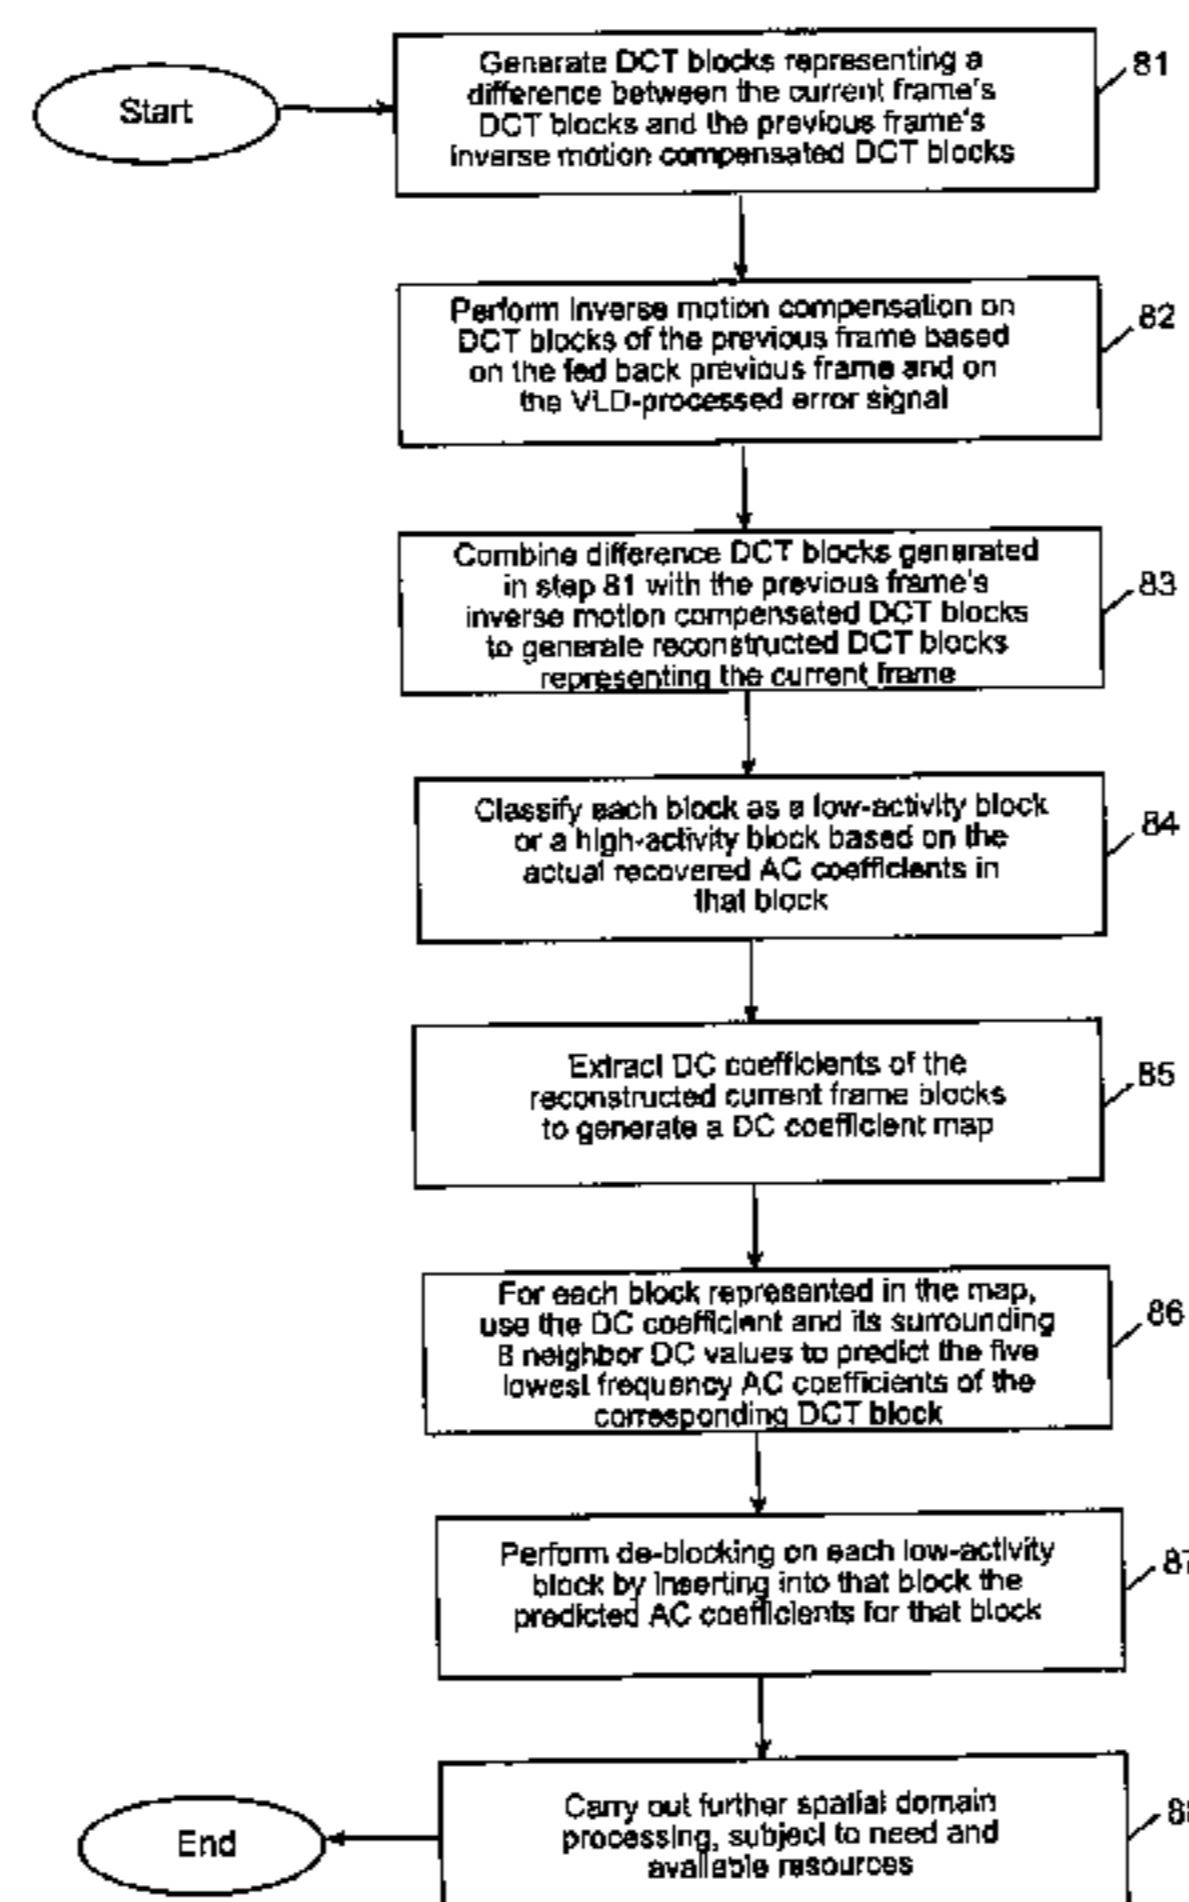 Start
Generate DCT blocks representing a
difference between the current frame's
DCT blocks and the previous frame's
inverse motion compensated DCT blocks
81
Perform inverse motion compensation on
DCT blocks of the previous frame based
on the fed back previous frame and on
the VLD-processed error signal
82
Combine difference DCT blocks generated
in step 81 with the previous frame's
inverse motion compensated DCT blocks
to generate reconstructed DCT blocks
representing the current frame
83
Classify each block as a low-activity block
or a high-activity block based on the
actual recovered AC coefficients in
that block
84
Extract DC coefficients of the
reconstructed current frame blocks
to generate a DC coefficient map
85
For each block represented in the map,
use the DC coefficient and its surrounding
8 neighbor DC values to predict the five
lowest frequency AC coefficients of the
corresponding DCT block
86
Perform de-blocking on each low-activity
block by inserting into that block the
predicted AC coefficients for that block
87
Carry out further spatial domain
processing, subject to need and
available resources
88
End